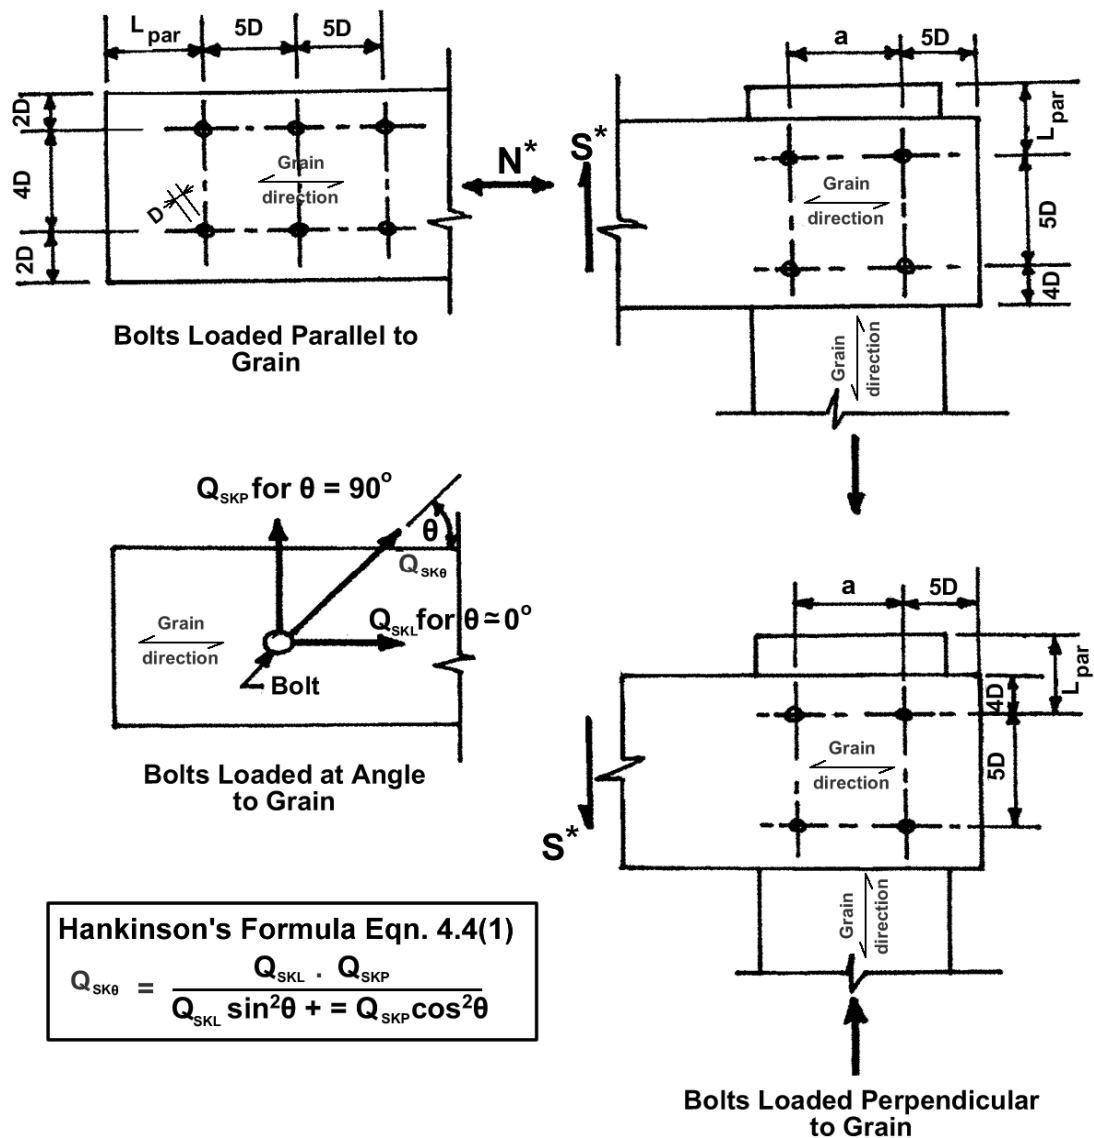 L par 5D 5D
2D
4D
2D
D
Grain
direction
N*
Bolts Loaded Parallel to
Grain
a 5D
S*
L par
5D
4D
Grain
direction
Grain
direction
Q SKP for θ = 90°
θ
Q SKθ
Q SKL for θ ≃ 0°
Grain
direction
Bolt
Bolts Loaded at Angle
to Grain
a 5D
4D
L par
5D
Grain
direction
S*
Grain
direction
Bolts Loaded Perpendicular
to Grain
Hankinson's Formula Eqn. 4.4(1)
Q SKθ = Q SKL . Q SKP
Q SKL sin²θ + = Q SKP cos²θ